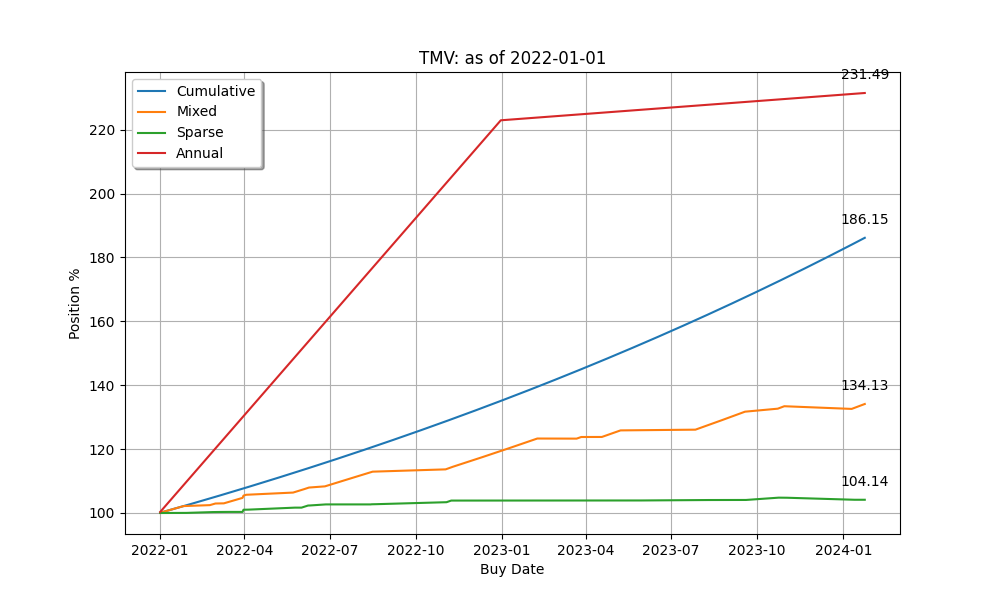 TMV: as of 2022-01-01
231.49
Cumulative
Mixed
Sparse
Annual
220
200
186.15
180
160
140
134.13
120
104.14
100
Position %
2022-01 2022-04 2022-07 2022-10 2023-01 2023-04 2023-07 2023-10 2024-01
Buy Date